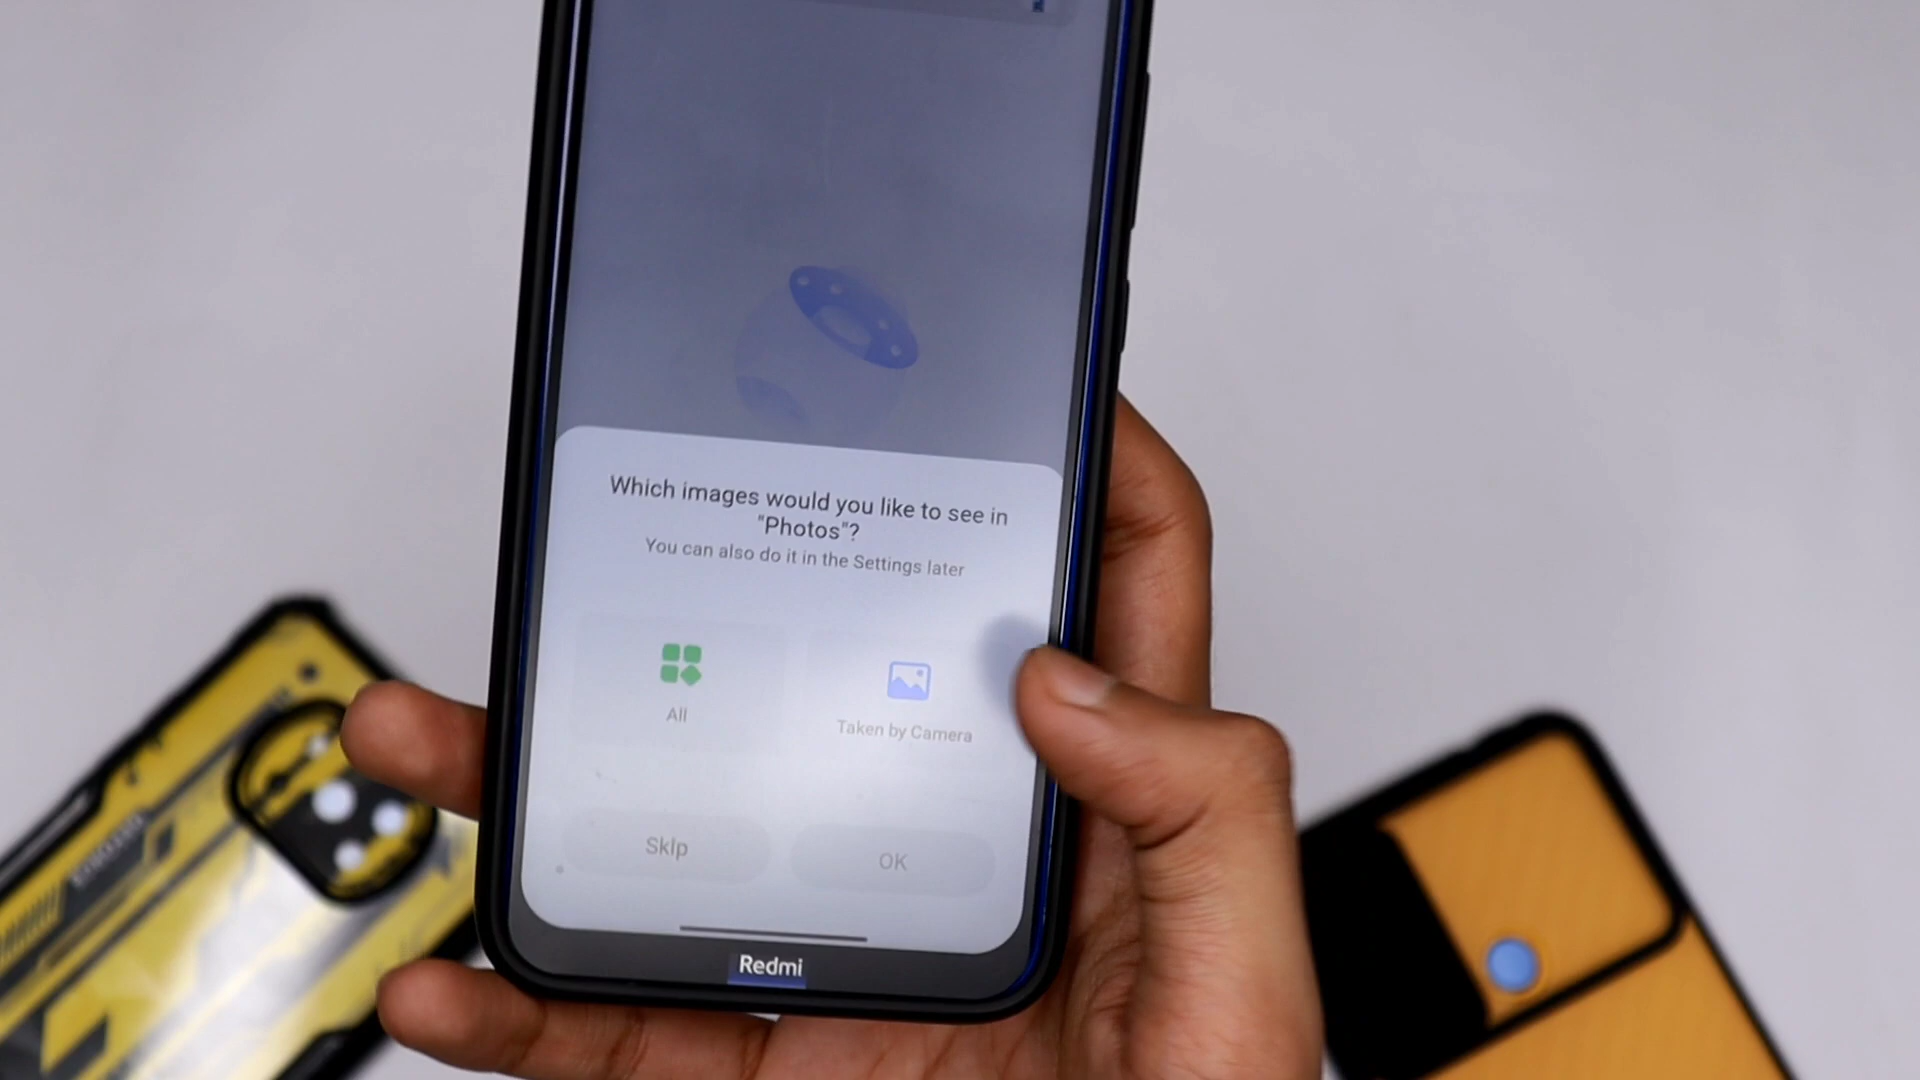 Which images would you like to see in
"Photos"?
You can also do it in the Settings later
All
Taken by Camera
Skip
OK
Redmi